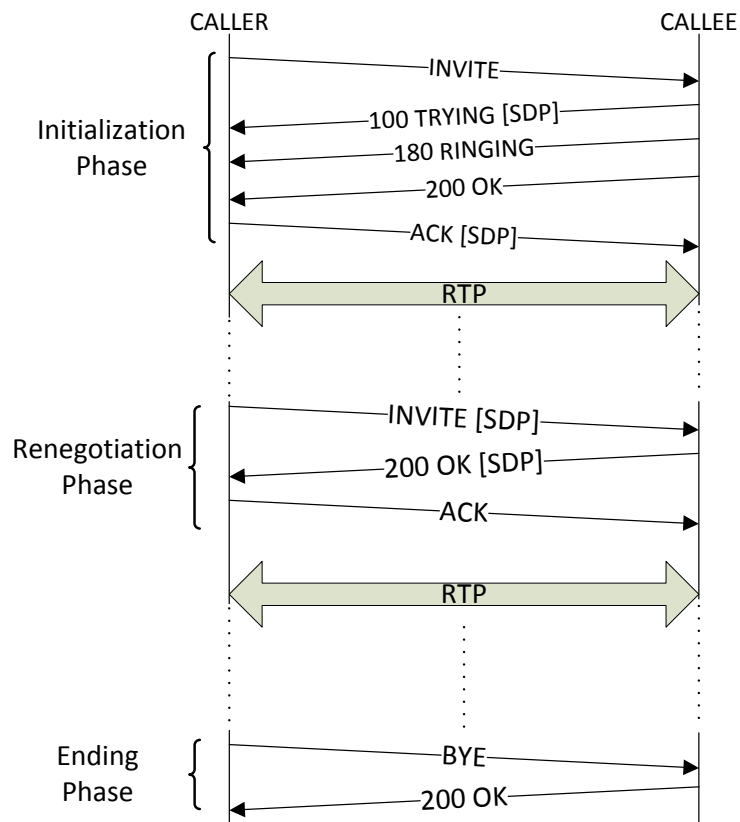 CALLER
CALLEE
INVITE
100 TRYING [SDP]
180 RINGING
200 OK
ACK [SDP]
Initialization
Phase
RTP
INVITE [SDP]
200 OK [SDP]
ACK
Renegotiation
Phase
RTP
BYE
200 OK
Ending
Phase